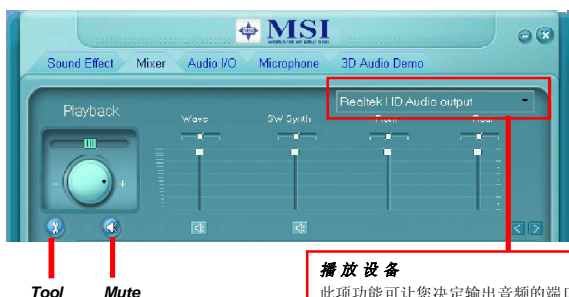 MSI
Sound Effect Mixer Audio I/O Microphone 3D Audio Demo
Realtek HD Audio output
Playback
Wave SW Synth Front Rear
- +
播放设备
此项功能可让您决定输出音频的端口
Tool Mute